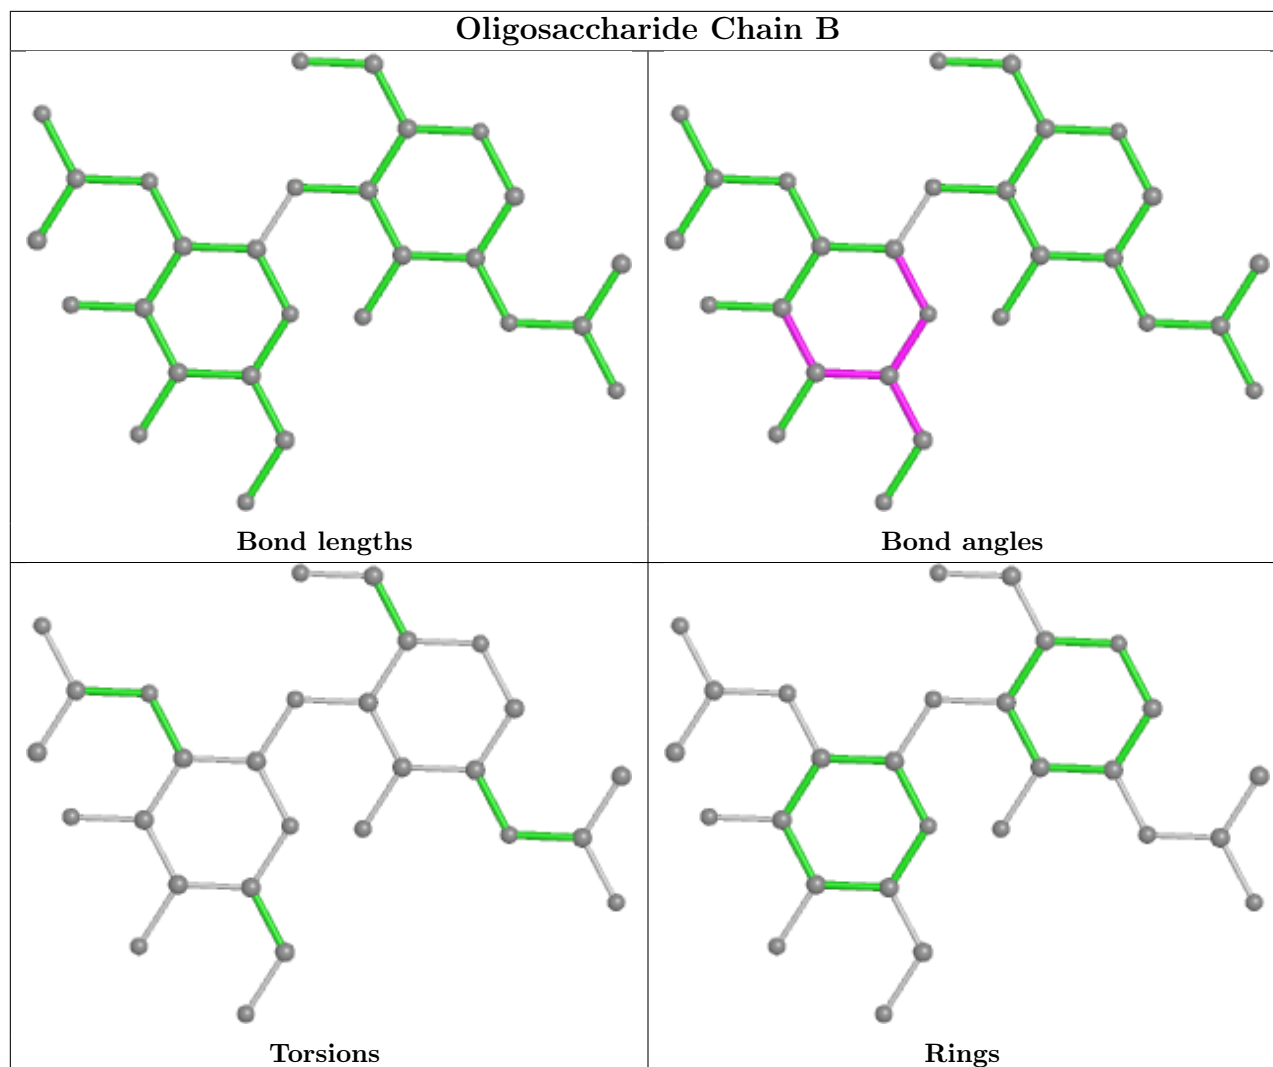 Oligosaccharide Chain B
Bond lengths
Bond angles
Torsions
Rings